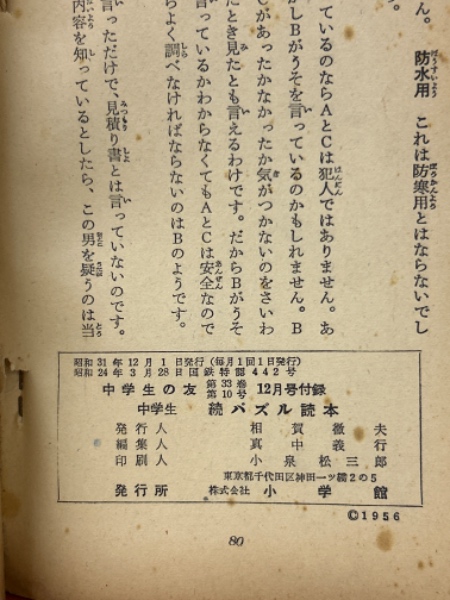 ん。　防水用　これは防寒用とはならないでし
。
ているのならAとCは犯人ではありません。あ
かしBがうそを言っているのかもしれません。B
Cがあったかなかったか気がつかないのをさいわ
たとき見たとも言えるわけです。だからBがうそ
言っているかわからなくてもAとCは安全なので
らよく調べなければならないのはBのようです。
言っただけで、見積り書とは言っていないのです。
内容を知っているとしたら、この男を疑うのは当
昭和31年12月1日発行（毎月1回1日発行）
昭和24年3月28日国鉄特認442号
中学生の友 第33巻 第10号 12月号付録
中学生 続パズル読本
発行人 相賀徹夫
編集人 真中義行
印刷人 小泉松三郎
東京都千代田区神田一ツ橋2の5
発行所 株式会社 小学館
©1956
80